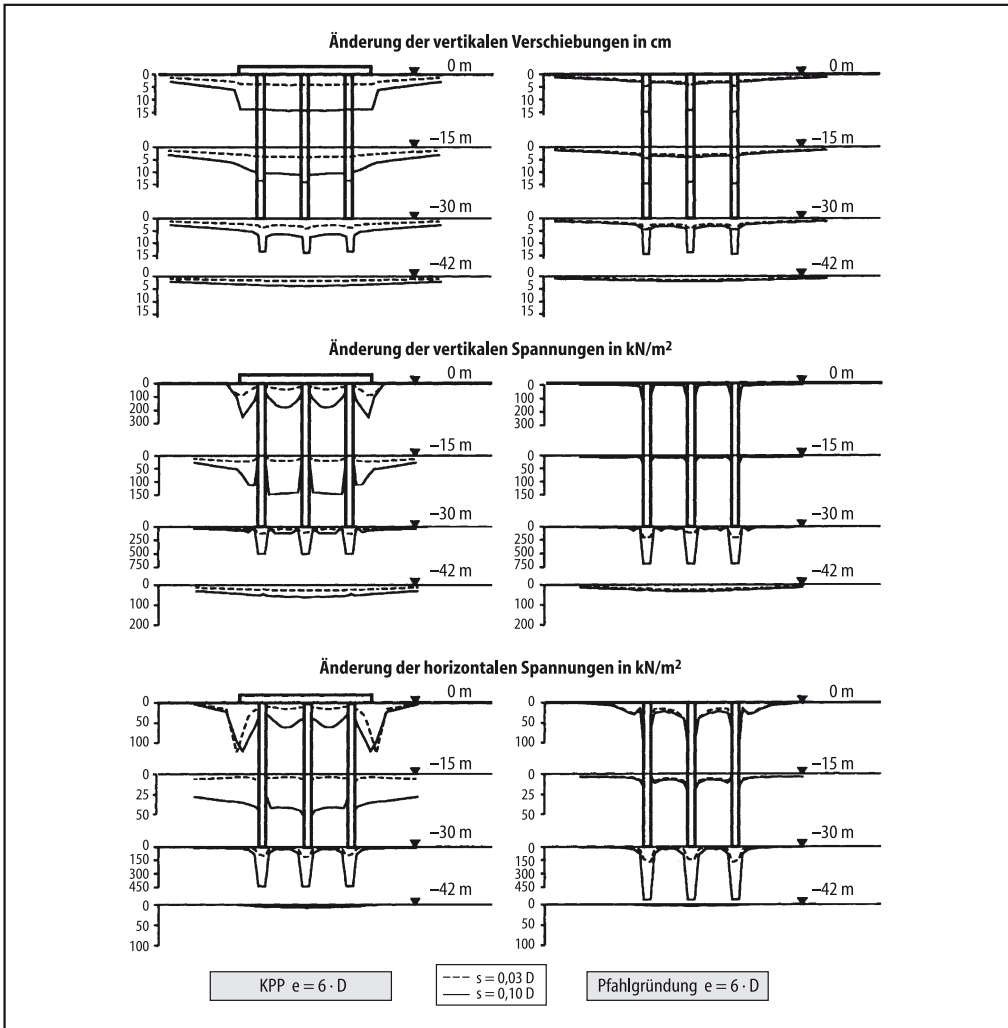 Änderung der vertikalen Verschiebungen in cm
0 m
0 m
0
5
10
15
0
5
10
15
−15 m
−15 m
0
5
10
15
0
5
10
15
−30 m
−30 m
0
5
10
15
0
5
10
15
−42 m
−42 m
0
5
10
15
0
5
10
15
Änderung der vertikalen Spannungen in kN/m²
0 m
0 m
0
100
200
300
0
100
200
300
−15 m
−15 m
0
50
100
150
0
50
100
150
−30 m
−30 m
0
250
500
750
0
250
500
750
−42 m
−42 m
0
100
200
0
100
200
Änderung der horizontalen Spannungen in kN/m²
0 m
0 m
0
50
100
0
50
100
−15 m
−15 m
0
25
50
0
25
50
−30 m
−30 m
0
150
300
450
0
150
300
450
−42 m
−42 m
0
50
100
0
50
100
KPP e = 6 · D
s = 0,03 D
s = 0,10 D
Pfahlgründung e = 6 · D